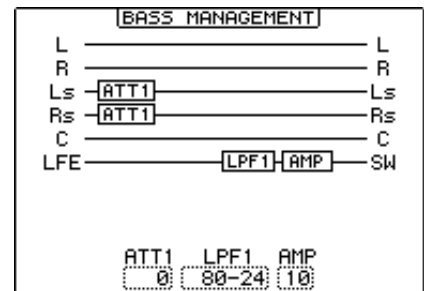 BASS MANAGEMENT
L L
R R
Ls ATT1 Ls
Rs ATT1 Rs
C C
LFE LPF1 AMP SW
ATT1 LPF1 AMP
0 80-24 10